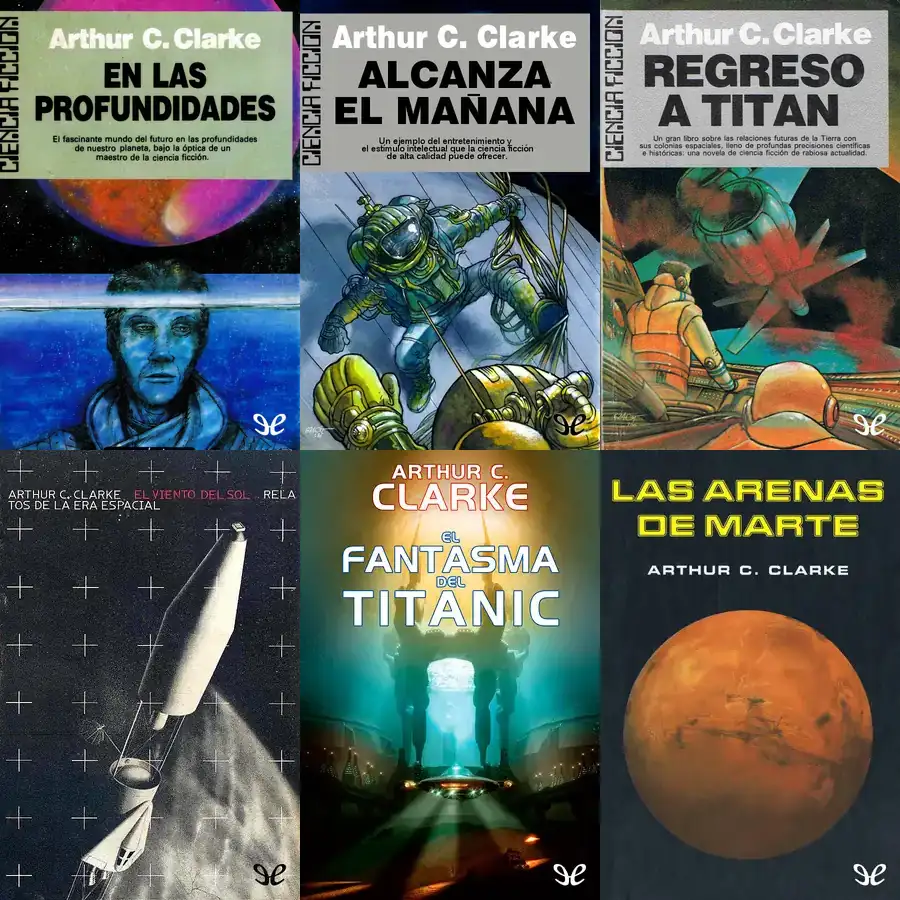 CIENCIA FICCION
Arthur C. Clarke
EN LAS
PROFUNDIDADES
El fascinante mundo del futuro en las profundidades
de nuestro planeta, bajo la óptica de un
maestro de la ciencia ficción.
CIENCIA FICCION
Arthur C. Clarke
ALCANZA
EL MAÑANA
Un ejemplo del entretenimiento y
el estímulo intelectual que la ciencia ficción
de alta calidad puede ofrecer.
CIENCIA FICCION
Arthur C. Clarke
REGRESO
A TITAN
Un gran libro sobre las relaciones futuras de la Tierra con
sus colonias espaciales, lleno de profundas precisiones científicas
e históricas: una novela de ciencia ficción de rabiosa actualidad.
ARTHUR C. CLARKE EL VIENTO DEL SOL .. RELA
TOS DE LA ERA ESPACIAL
ARTHUR C.
CLARKE
EL
FANTASMA
DEL
TITANIC
LAS ARENAS
DE MARTE
ARTHUR C. CLARKE